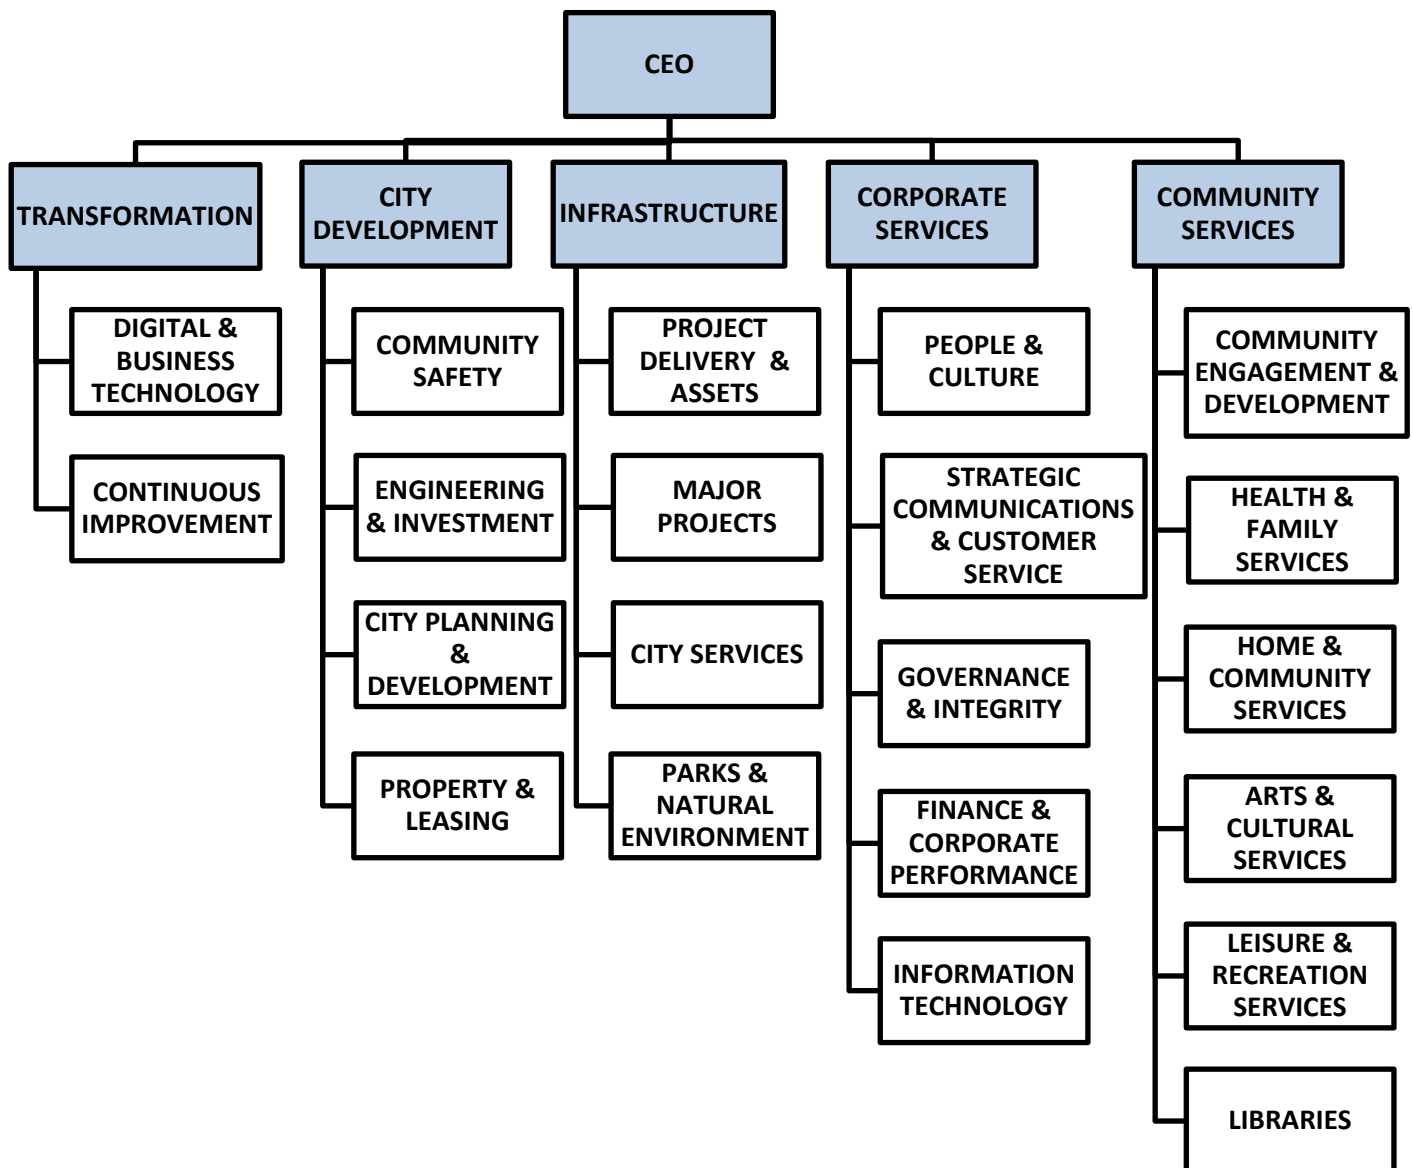 CEO
TRANSFORMATION
CITY
DEVELOPMENT
INFRASTRUCTURE
CORPORATE
SERVICES
COMMUNITY
SERVICES
DIGITAL &
BUSINESS
TECHNOLOGY
CONTINUOUS
IMPROVEMENT
COMMUNITY
SAFETY
ENGINEERING
& INVESTMENT
CITY PLANNING
&
DEVELOPMENT
PROPERTY &
LEASING
PROJECT
DELIVERY  &
ASSETS
MAJOR
PROJECTS
CITY SERVICES
PARKS &
NATURAL
ENVIRONMENT
PEOPLE &
CULTURE
STRATEGIC
COMMUNICATIONS
& CUSTOMER
SERVICE
GOVERNANCE
& INTEGRITY
FINANCE &
CORPORATE
PERFORMANCE
INFORMATION
TECHNOLOGY
COMMUNITY
ENGAGEMENT &
DEVELOPMENT
HEALTH &
FAMILY
SERVICES
HOME &
COMMUNITY
SERVICES
ARTS &
CULTURAL
SERVICES
LEISURE &
RECREATION
SERVICES
LIBRARIES